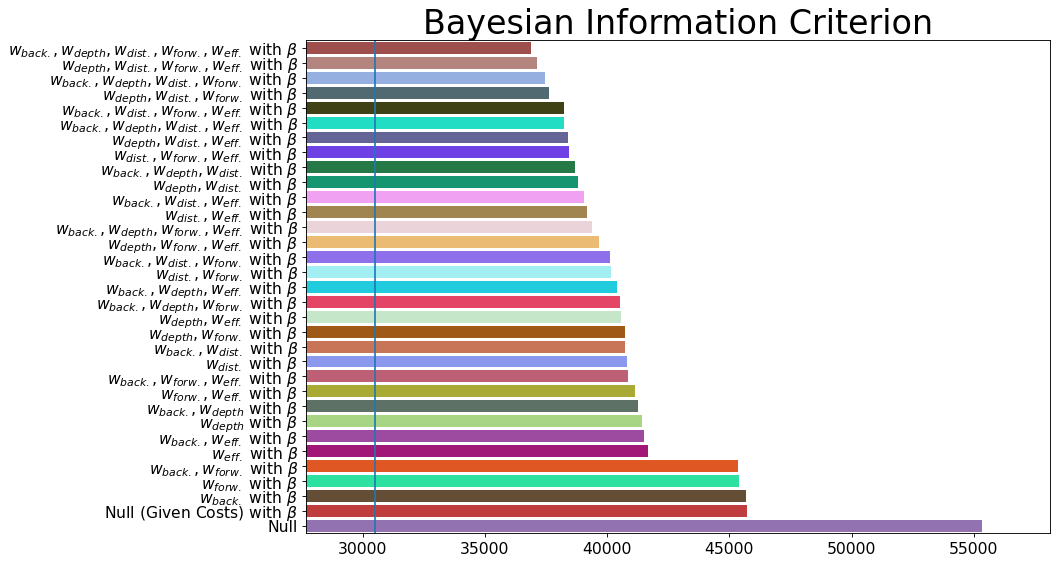 Bayesian Information Criterion
w_back., w_depth, w_dist., w_forw., w_eff. with β
w_depth, w_dist., w_forw., w_eff. with β
w_back., w_depth, w_dist., w_forw. with β
w_depth, w_dist., w_forw. with β
w_back., w_dist., w_forw., w_eff. with β
w_back., w_depth, w_dist., w_eff. with β
w_depth, w_dist., w_eff. with β
w_dist., w_forw., w_eff. with β
w_back., w_depth, w_dist. with β
w_depth, w_dist. with β
w_back., w_dist., w_eff. with β
w_dist., w_eff. with β
w_back., w_depth, w_forw., w_eff. with β
w_depth, w_forw., w_eff. with β
w_back., w_dist., w_forw. with β
w_dist., w_forw. with β
w_back., w_depth, w_eff. with β
w_back., w_depth, w_forw. with β
w_depth, w_eff. with β
w_depth, w_forw. with β
w_back., w_dist. with β
w_dist. with β
w_back., w_forw., w_eff. with β
w_forw., w_eff. with β
w_back., w_depth with β
w_depth with β
w_back., w_eff. with β
w_eff. with β
w_back., w_forw. with β
w_forw. with β
w_back. with β
Null (Given Costs) with β
Null
30000 35000 40000 45000 50000 55000